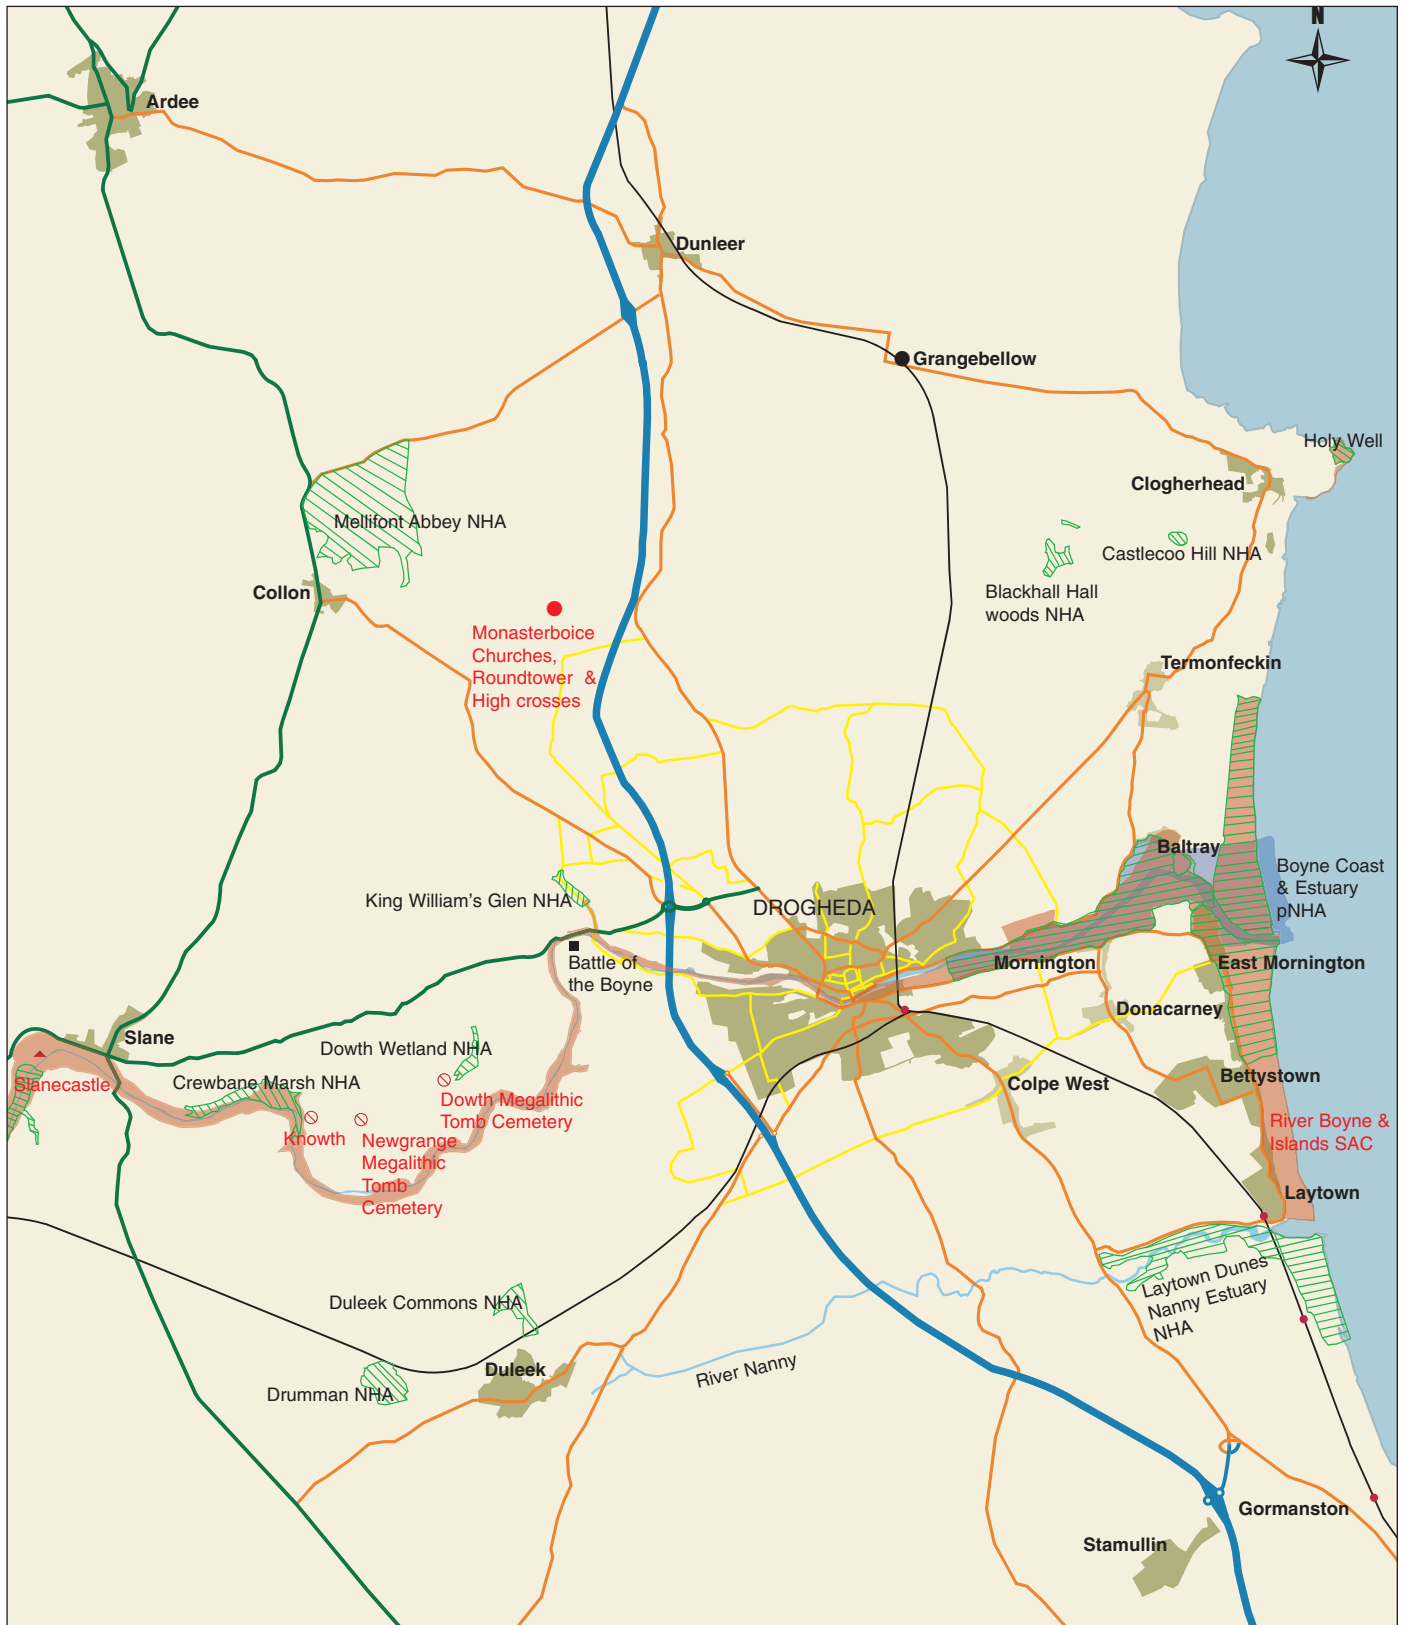 N
Ardee
Dunleer
Grangebellow
Holy Well
Clogherhead
Mellifont Abbey NHA
Castlecoo Hill NHA
Collon
Blackhall Hall
woods NHA
Monasterboice
Churches,
Roundtower &
High crosses
Termonfeckin
Baltray
Boyne Coast
& Estuary
pNHA
King William's Glen NHA
DROGHEDA
Battle of
the Boyne
Mornington
East Mornington
Donacarney
Slane
Dowth Wetland NHA
Slanecastle
Crewbane Marsh NHA
Bettystown
Colpe West
Dowth Megalithic
Tomb Cemetery
River Boyne &
Islands SAC
Knowth
Newgrange
Megalithic
Tomb
Cemetery
Laytown
Laytown Dunes
Nanny Estuary
NHA
Duleek Commons NHA
Duleek
River Nanny
Drumman NHA
Gormanston
Stamullin